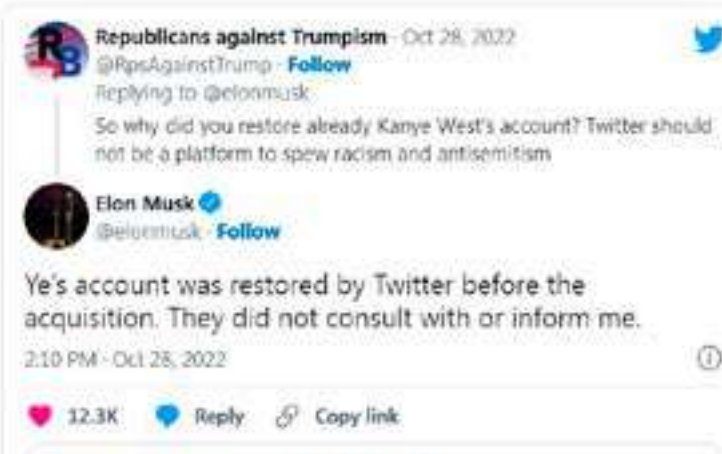 Republicans against Trumpism · Oct 28, 2022
@RpsAgainstTrump · Follow
Replying to @elonmusk
So why did you restore already Kanye West's account? Twitter should
not be a platform to spew racism and antisemitism
Elon Musk
@elonmusk · Follow
Ye's account was restored by Twitter before the
acquisition. They did not consult with or inform me.
2:10 PM · Oct 28, 2022
12.3K Reply Copy link